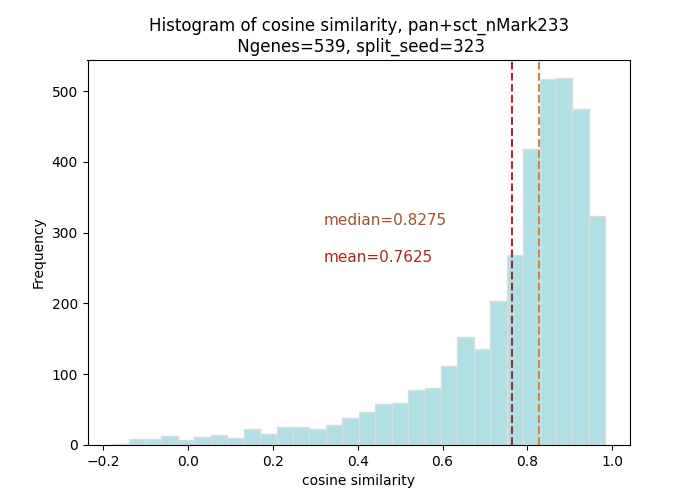 Histogram of cosine similarity, pan+sct_nMark233
Ngenes=539, split_seed=323
Frequency
500
400
300
200
100
0
median=0.8275
mean=0.7625
−0.2
0.0
0.2
0.4
0.6
0.8
1.0
cosine similarity